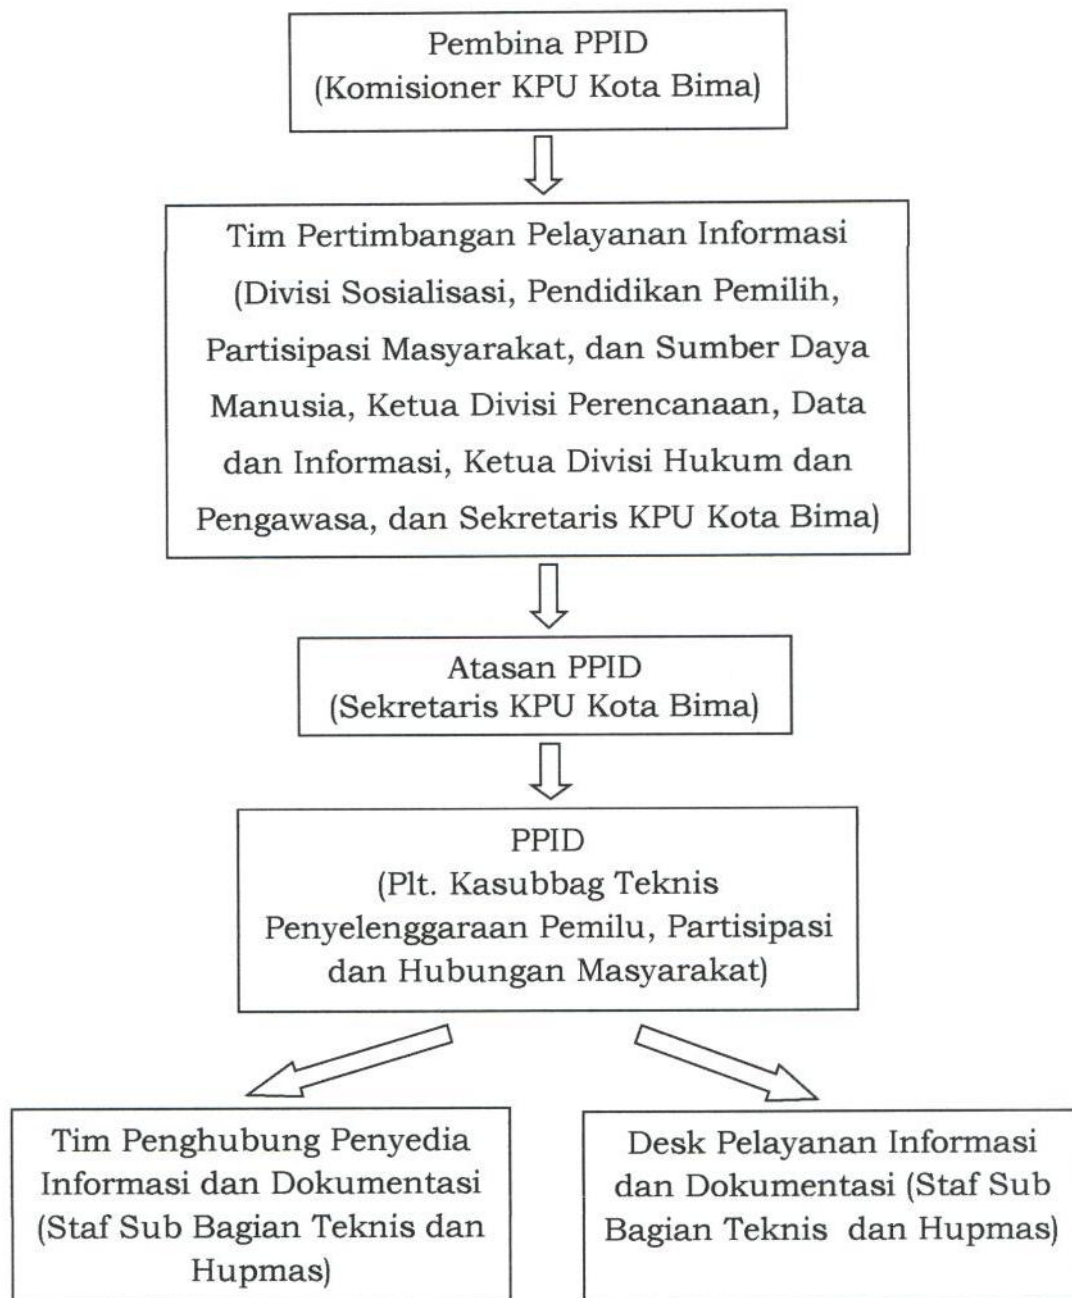 Pembina PPID
(Komisioner KPU Kota Bima)
Tim Pertimbangan Pelayanan Informasi
(Divisi Sosialisasi, Pendidikan Pemilih,
Partisipasi Masyarakat, dan Sumber Daya
Manusia, Ketua Divisi Perencanaan, Data
dan Informasi, Ketua Divisi Hukum dan
Pengawasa, dan Sekretaris KPU Kota Bima)
Atasan PPID
(Sekretaris KPU Kota Bima)
PPID
(Plt. Kasubbag Teknis
Penyelenggaraan Pemilu, Partisipasi
dan Hubungan Masyarakat)
Tim Penghubung Penyedia
Informasi dan Dokumentasi
(Staf Sub Bagian Teknis dan
Hupmas)
Desk Pelayanan Informasi
dan Dokumentasi (Staf Sub
Bagian Teknis dan Hupmas)